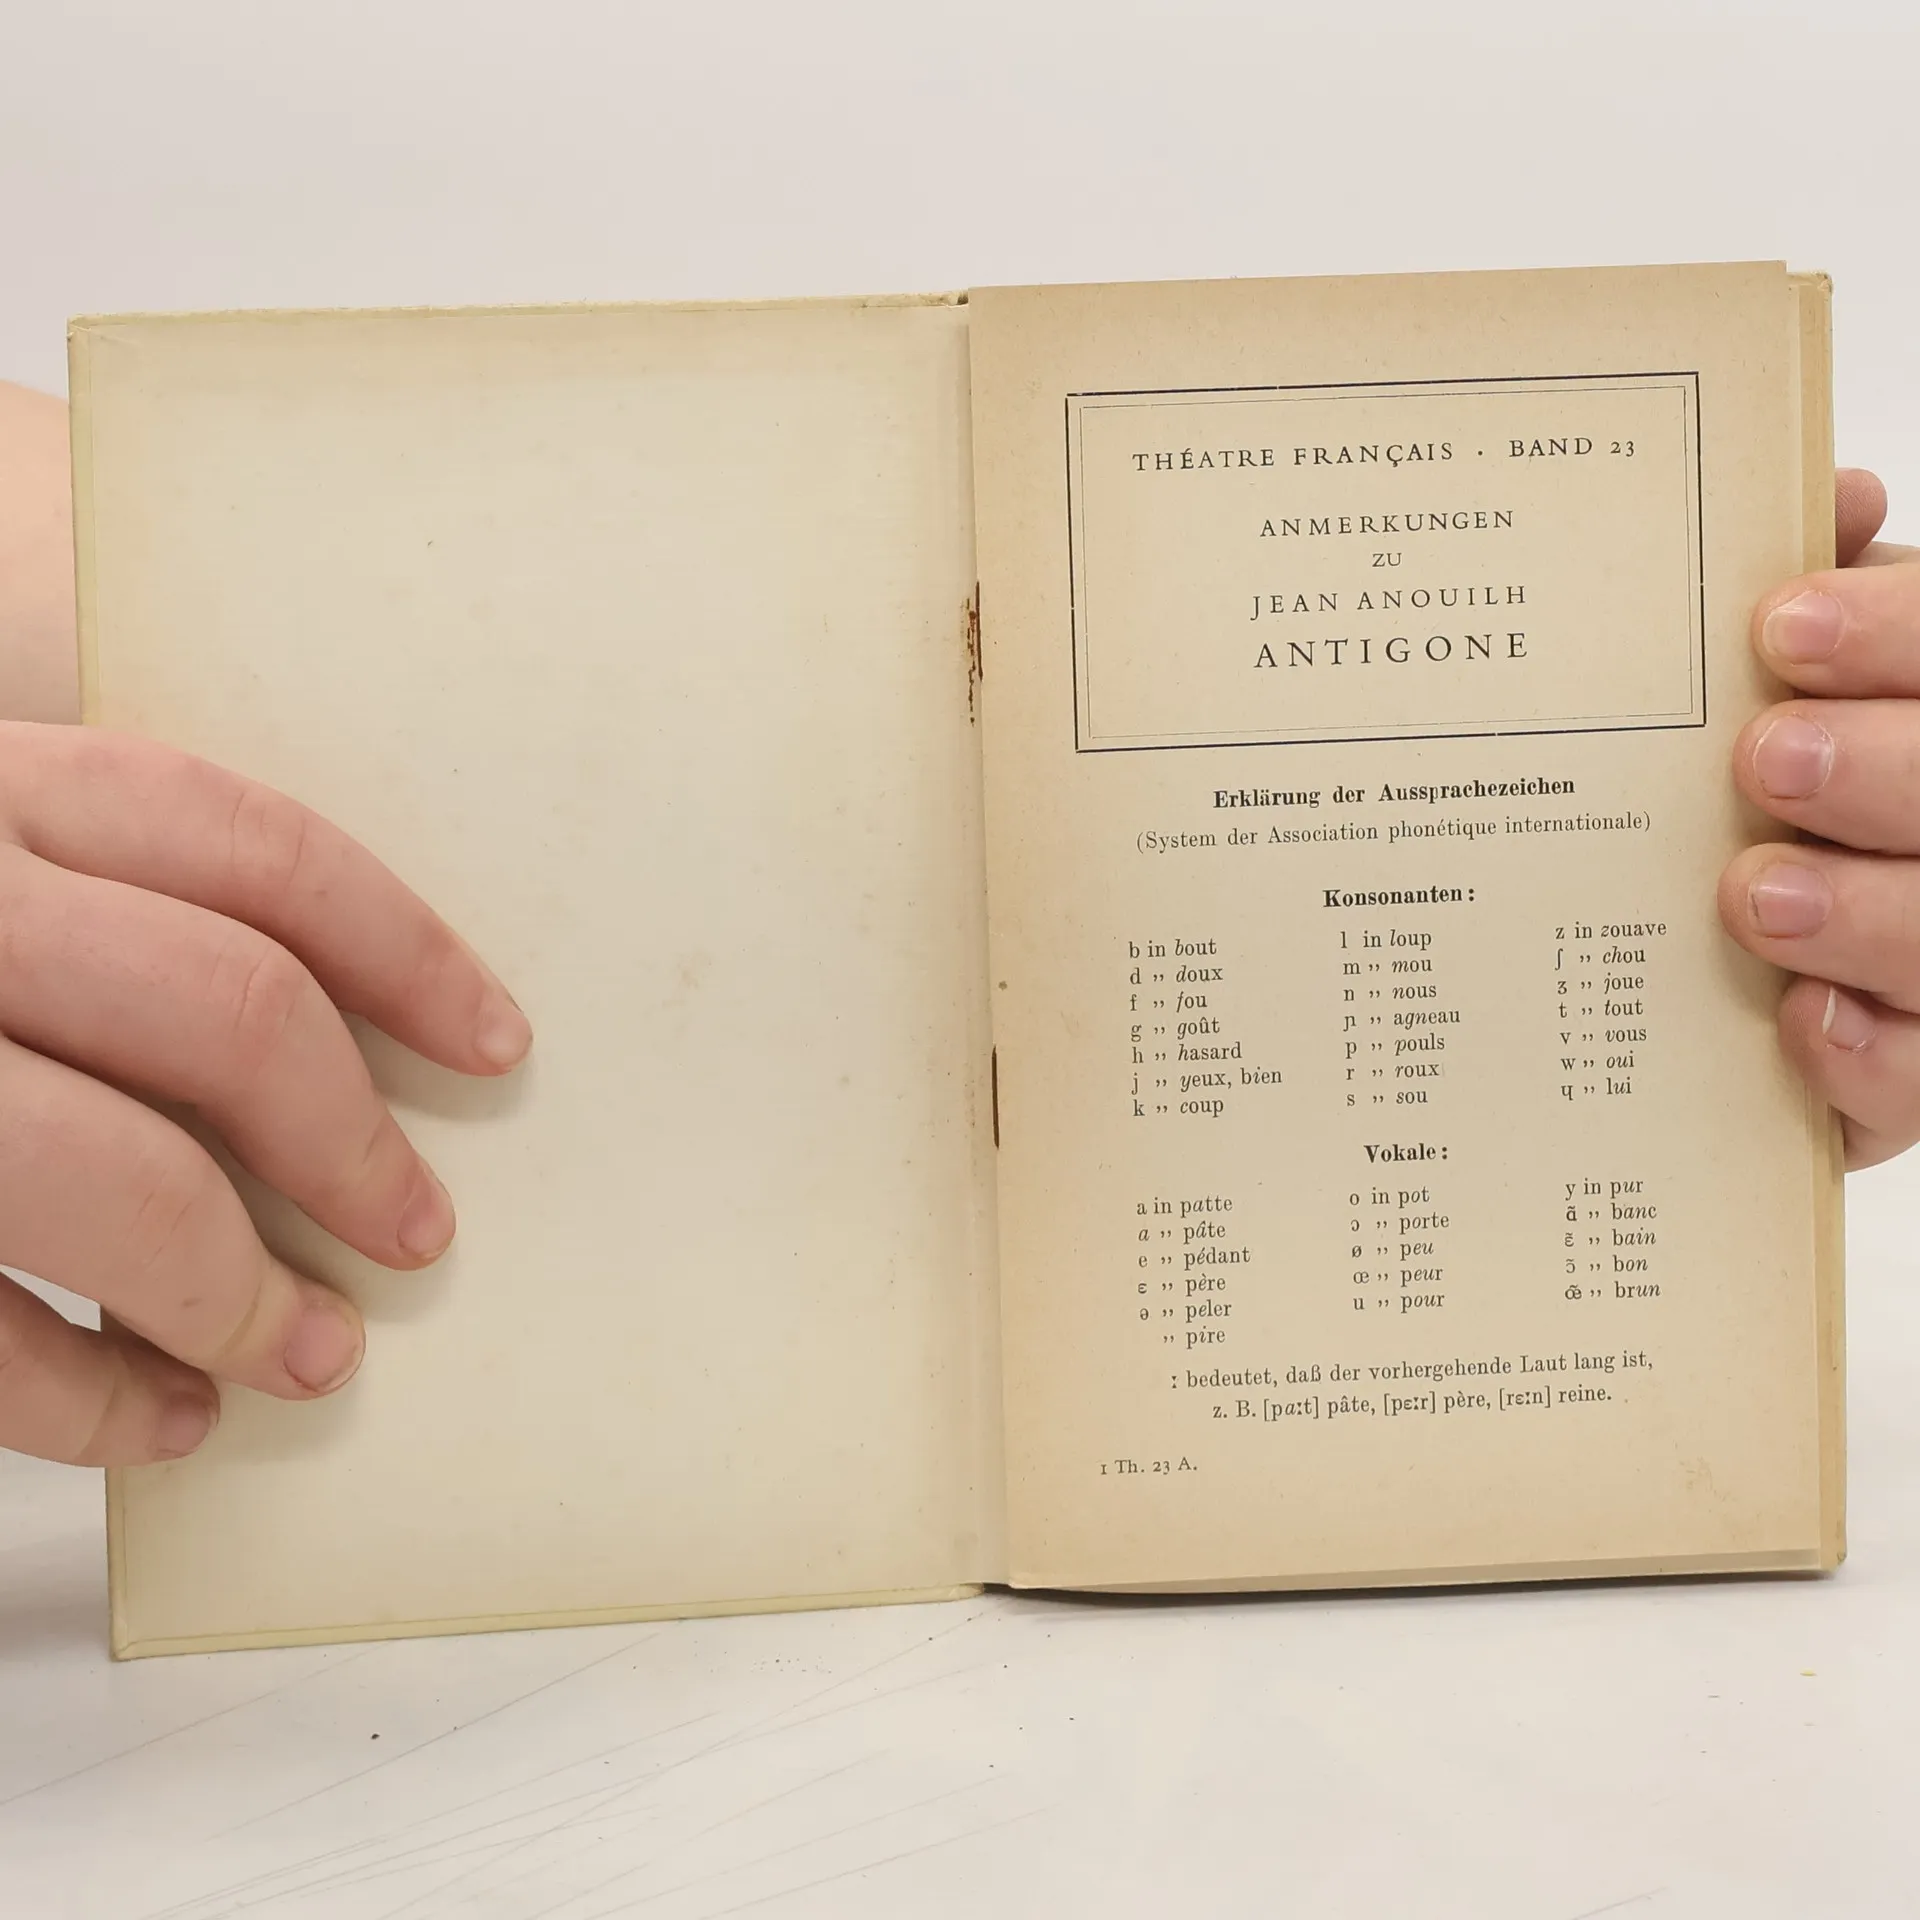 THÉATRE FRANÇAIS · BAND 23
ANMERKUNGEN
ZU
JEAN ANOUILH
ANTIGONE
Erklärung der Aussprachezeichen
(System der Association phonétique internationale)
Konsonanten:
b in bout
d „ doux
f „ fou
g „ goût
h „ hasard
j „ yeux, bien
k „ coup
l in loup
m „ mou
n „ nous
ɲ „ agneau
p „ pouls
r „ roux
s „ sou
z in zouave
ʃ „ chou
ʒ „ joue
t „ tout
v „ vous
w „ oui
ɥ „ lui
Vokale:
a in patte
ɑ „ pâte
e „ pédant
ɛ „ père
ə „ peler
„ pire
o in pot
ɔ „ porte
ø „ peu
œ „ peur
u „ pour
y in pur
ã „ banc
ɛ̃ „ bain
ɔ̃ „ bon
œ̃ „ brun
ː bedeutet, daß der vorhergehende Laut lang ist,
z. B. [pɑːt] pâte, [pɛːr] père, [rɛːn] reine.
1 Th. 23 A.